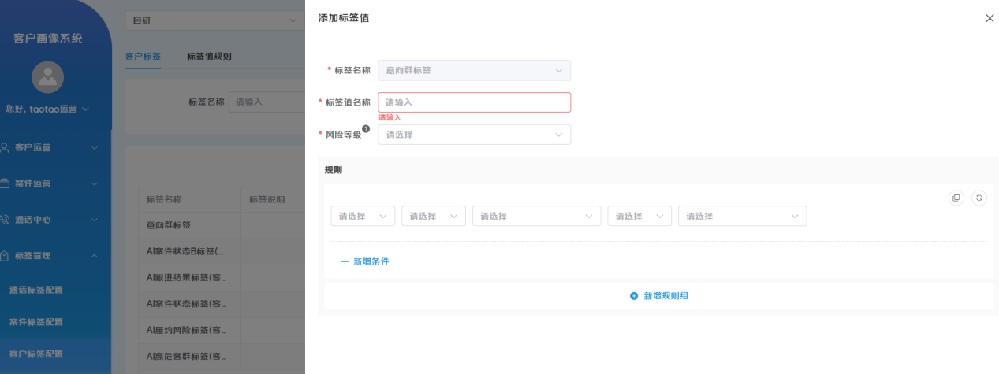 客户画像系统
您好, taotao运营
客户运营
案件运营
通话中心
标签管理
通话标签配置
案件标签配置
客户标签配置
自研
客户标签
标签值规则
标签名称
请输入
标签名称
标签说明
意向群标签
AI案件状态B标签(...
AI跟进结果标签(客...
AI案件状态标签(客...
AI履约风险标签(客...
AI高危客群标签(客...
添加标签值
* 标签名称
意向群标签
* 标签值名称
请输入
请输入
* 风险等级
?
请选择
规则
请选择
请选择
请选择
请选择
请选择
+ 新增条件
新增规则组